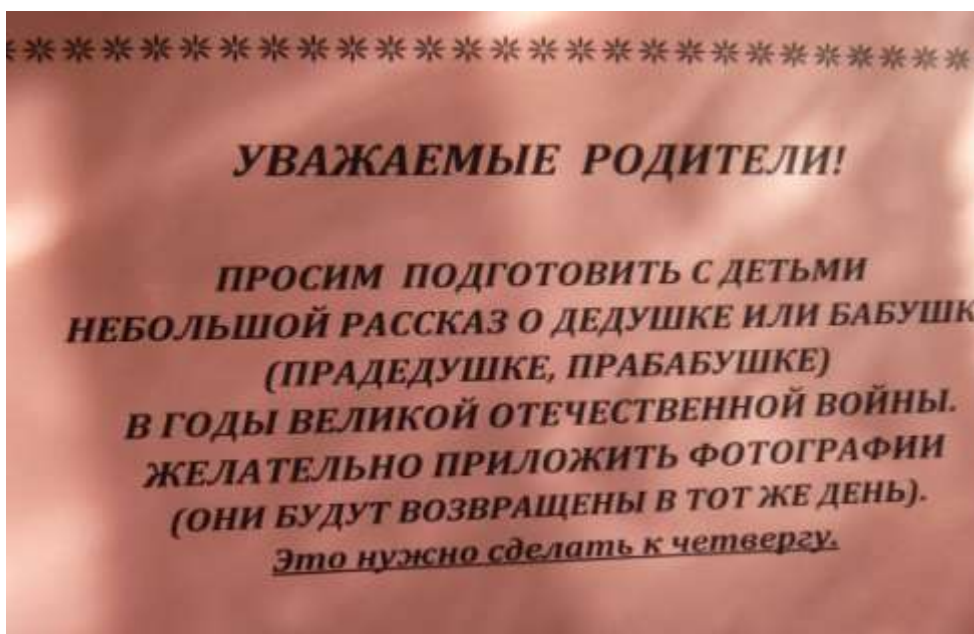 УВАЖАЕМЫЕ РОДИТЕЛИ!
ПРОСИМ ПОДГОТОВИТЬ С ДЕТЬМИ
НЕБОЛЬШОЙ РАССКАЗ О ДЕДУШКЕ ИЛИ БАБУШК
(ПРАДЕДУШКЕ, ПРАБАБУШКЕ)
В ГОДЫ ВЕЛИКОЙ ОТЕЧЕСТВЕННОЙ ВОЙНЫ.
ЖЕЛАТЕЛЬНО ПРИЛОЖИТЬ ФОТОГРАФИИ
(ОНИ БУДУТ ВОЗВРАЩЕНЫ В ТОТ ЖЕ ДЕНЬ).
Это нужно сделать к четвергу.